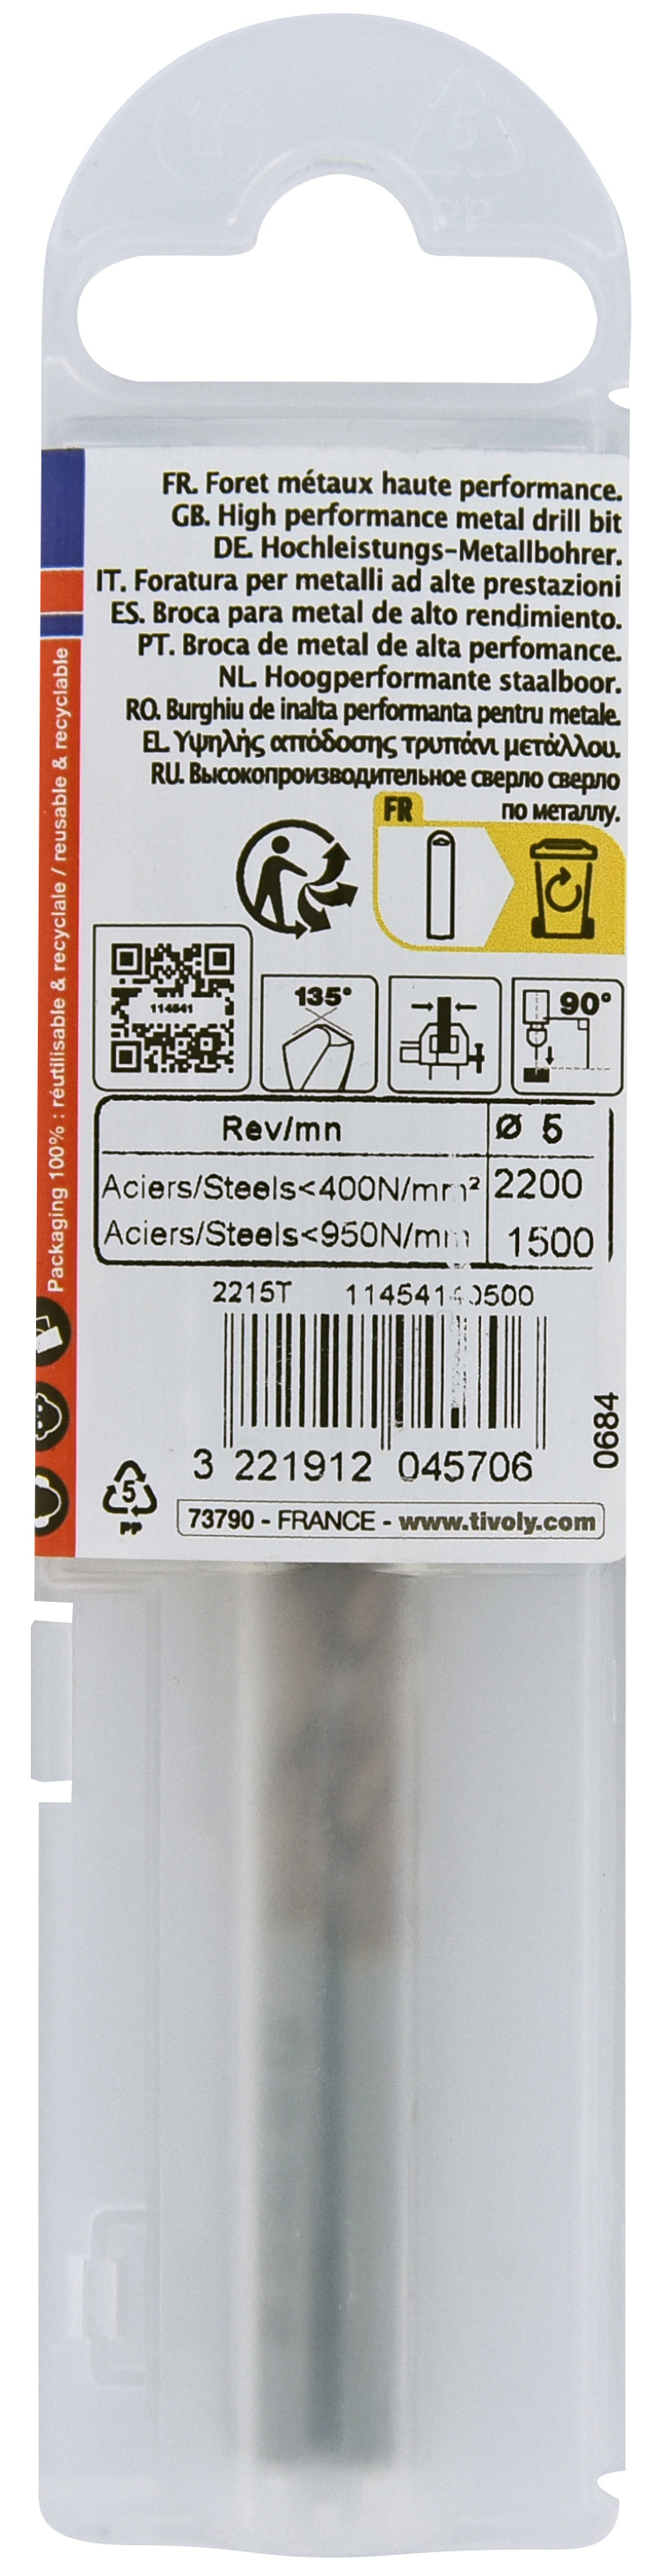 FR. Foret métaux haute performance.
GB. High performance metal drill bit
DE. Hochleistungs-Metallbohrer.
IT. Foratura per metalli ad alte prestazioni
ES. Broca para metal de alto rendimiento.
PT. Broca de metal de alta perfomance.
NL. Hoogperformante staalboor.
RO. Burghiu de inalta performanta pentru metale.
EL. Υψηλής απόδοσης τρυπάνι μετάλλου.
RU. Высокопроизводительное сверло сверло
по металлу.
FR
Packaging 100% : réutilisable & recyclale / reusable & recyclable
114541
135°
90°
Rev/mn Ø 5
Aciers/Steels<400N/mm² 2200
Aciers/Steels<950N/mm 1500
2215T
3 221912 045706
0684
5
PP
73790 - FRANCE - www.tivoly.com
5
PP